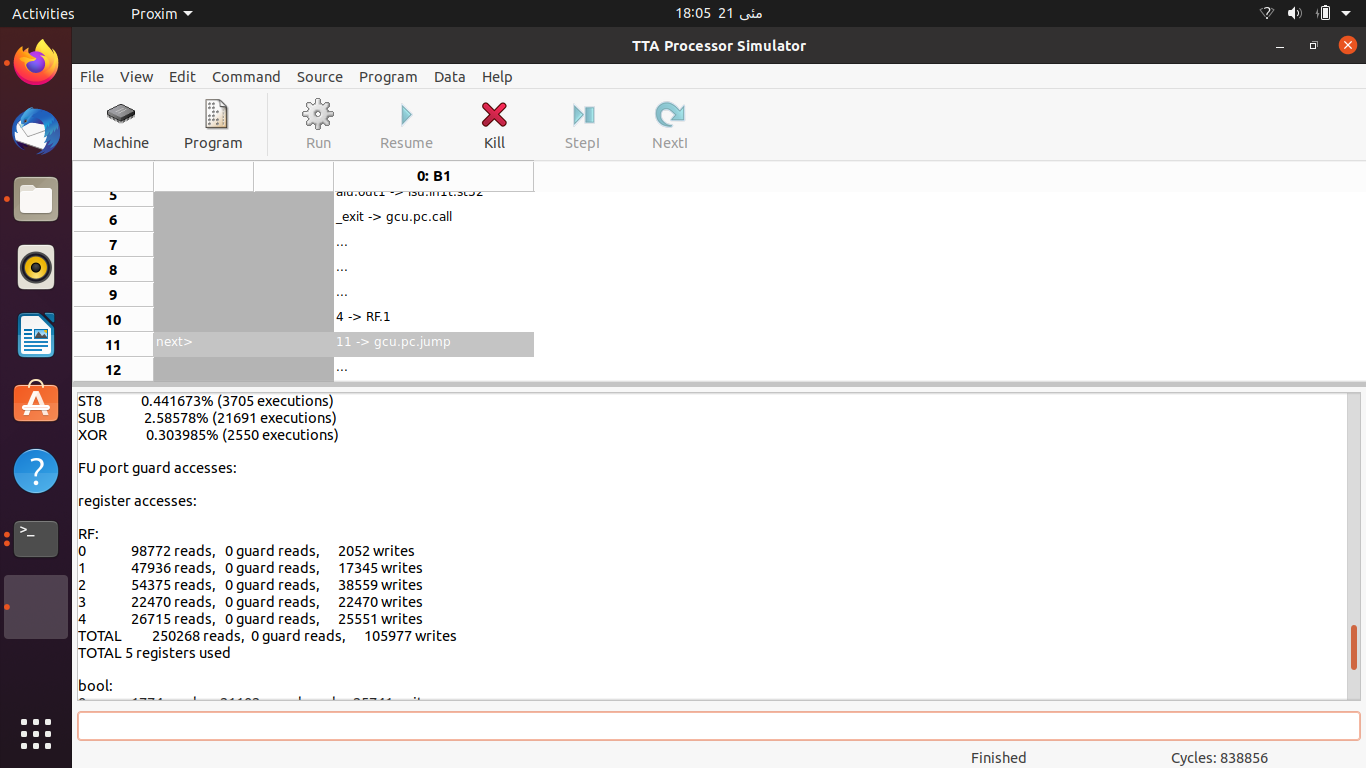 Activities Proxim 18:05 21 مئی
TTA Processor Simulator
File View Edit Command Source Program Data Help
Machine Program Run Resume Kill StepI NextI
0: B1
5 alu.out1 -> lsu.in1t.st32
6 _exit -> gcu.pc.call
7 ...
8 ...
9 ...
10 4 -> RF.1
11 next> 11 -> gcu.pc.jump
12 ...
ST8 0.441673% (3705 executions)
SUB 2.58578% (21691 executions)
XOR 0.303985% (2550 executions)
FU port guard accesses:
register accesses:
RF:
0 98772 reads, 0 guard reads, 2052 writes
1 47936 reads, 0 guard reads, 17345 writes
2 54375 reads, 0 guard reads, 38559 writes
3 22470 reads, 0 guard reads, 22470 writes
4 26715 reads, 0 guard reads, 25551 writes
TOTAL 250268 reads, 0 guard reads, 105977 writes
TOTAL 5 registers used
bool:
Finished Cycles: 838856